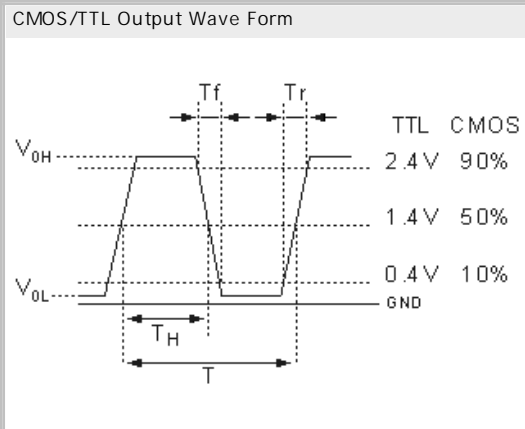 CMOS/TTL Output Wave Form
Tf Tr
TTL CMOS
V0H 2.4V 90%
1.4V 50%
0.4V 10%
V0L GND
TH
T